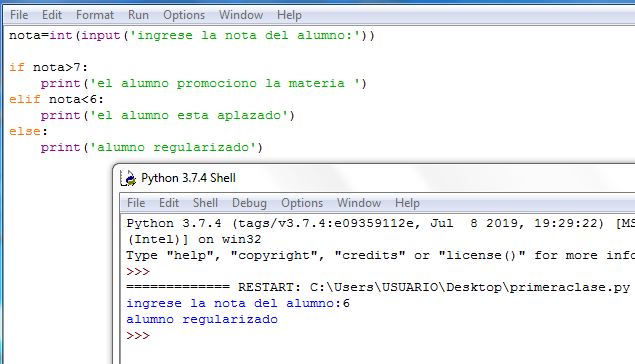 File Edit Format Run Options Window Help
nota=int(input('ingrese la nota del alumno:'))
if nota>7:
    print('el alumno promociono la materia ')
elif nota<6:
    print('el alumno esta aplazado')
else:
    print('alumno regularizado')
Python 3.7.4 Shell
File Edit Shell Debug Options Window Help
Python 3.7.4 (tags/v3.7.4:e09359112e, Jul  8 2019, 19:29:22) [MS
(Intel)] on win32
Type "help", "copyright", "credits" or "license()" for more info
>>>
============= RESTART: C:\Users\USUARIO\Desktop\primeraclase.py
ingrese la nota del alumno:6
alumno regularizado
>>>